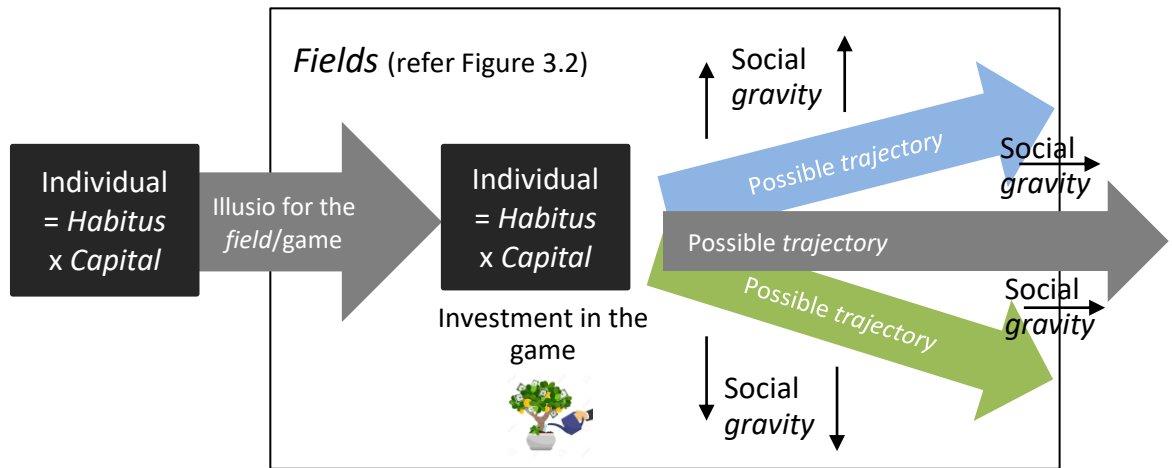 Fields (refer Figure 3.2)
Individual
= Habitus
x Capital
Illusio for the
field/game
Individual
= Habitus
x Capital
Investment in the
game
Social
gravity
Possible trajectory
Social
gravity
Possible trajectory
Social
gravity
Possible trajectory
Social
gravity